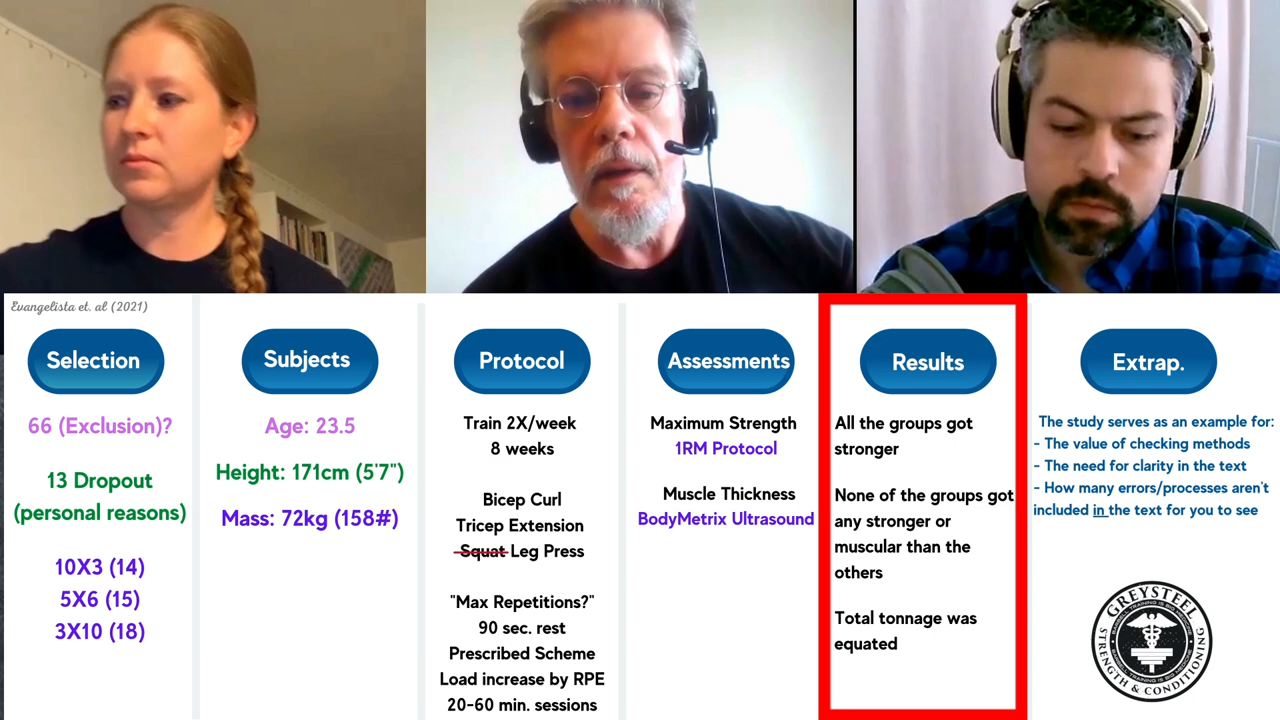 Evangelista et. al (2021)
Selection
66 (Exclusion)?
13 Dropout
(personal reasons)
10X3 (14)
5X6 (15)
3X10 (18)
Subjects
Age: 23.5
Height: 171cm (5'7")
Mass: 72kg (158#)
Protocol
Train 2X/week
8 weeks
Bicep Curl
Tricep Extension
Squat Leg Press
"Max Repetitions?"
90 sec. rest
Prescribed Scheme
Load increase by RPE
20-60 min. sessions
Assessments
Maximum Strength
1RM Protocol
Muscle Thickness
BodyMetrix Ultrasound
Results
All the groups got
stronger
None of the groups got
any stronger or
muscular than the
others
Total tonnage was
equated
Extrap.
The study serves as an example for:
- The value of checking methods
- The need for clarity in the text
- How many errors/processes aren't
included in the text for you to see
GREYSTEEL
STRENGTH & CONDITIONING